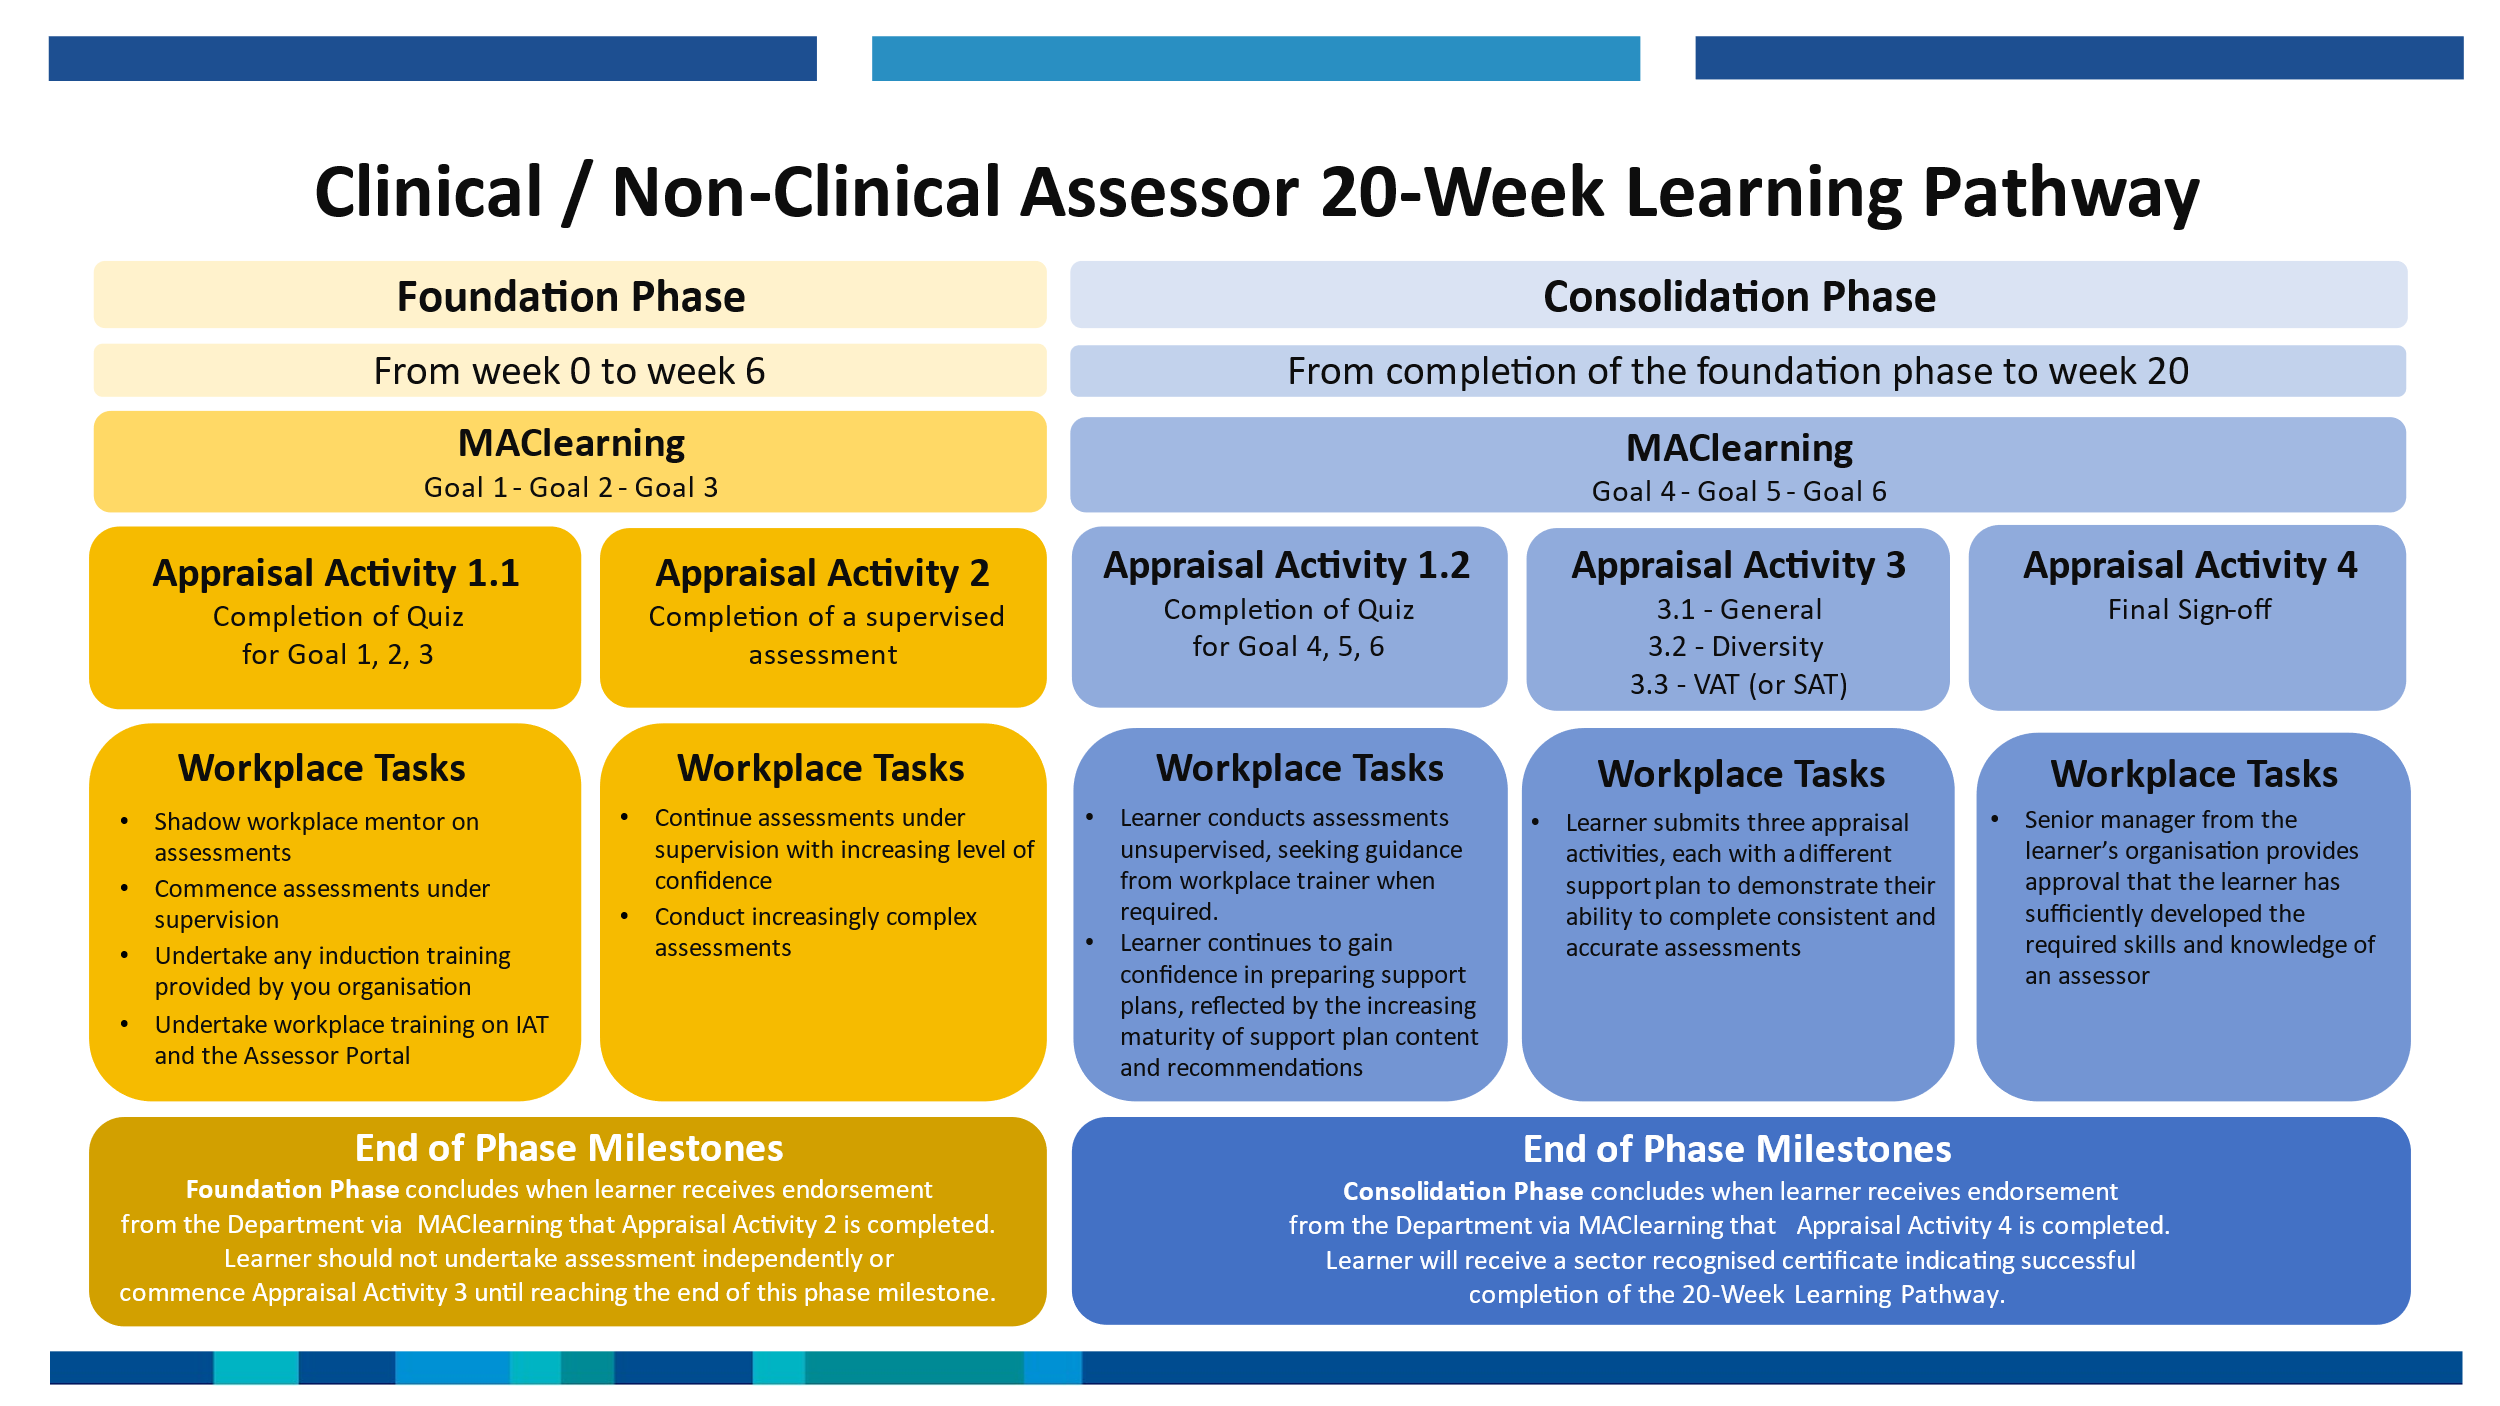 Clinical / Non-Clinical Assessor 20-Week Learning Pathway
Foundation Phase
From week 0 to week 6
MAClearning
Goal 1 - Goal 2 - Goal 3
Appraisal Activity 1.1
Completion of Quiz
for Goal 1, 2, 3
Appraisal Activity 2
Completion of a supervised
assessment
Workplace Tasks
• Shadow workplace mentor on
assessments
• Commence assessments under
supervision
• Undertake any induction training
provided by you organisation
• Undertake workplace training on IAT
and the Assessor Portal
Workplace Tasks
• Continue assessments under
supervision with increasing level of
confidence
• Conduct increasingly complex
assessments
End of Phase Milestones
Foundation Phase concludes when learner receives endorsement
from the Department via MAClearning that Appraisal Activity 2 is completed.
Learner should not undertake assessment independently or
commence Appraisal Activity 3 until reaching the end of this phase milestone.
Consolidation Phase
From completion of the foundation phase to week 20
MAClearning
Goal 4 - Goal 5 - Goal 6
Appraisal Activity 1.2
Completion of Quiz
for Goal 4, 5, 6
Appraisal Activity 3
3.1 - General
3.2 - Diversity
3.3 - VAT (or SAT)
Appraisal Activity 4
Final Sign-off
Workplace Tasks
• Learner conducts assessments
unsupervised, seeking guidance
from workplace trainer when
required.
• Learner continues to gain
confidence in preparing support
plans, reflected by the increasing
maturity of support plan content
and recommendations
Workplace Tasks
• Learner submits three appraisal
activities, each with a different
support plan to demonstrate their
ability to complete consistent and
accurate assessments
Workplace Tasks
• Senior manager from the
learner’s organisation provides
approval that the learner has
sufficiently developed the
required skills and knowledge of
an assessor
End of Phase Milestones
Consolidation Phase concludes when learner receives endorsement
from the Department via MAClearning that Appraisal Activity 4 is completed.
Learner will receive a sector recognised certificate indicating successful
completion of the 20-Week Learning Pathway.